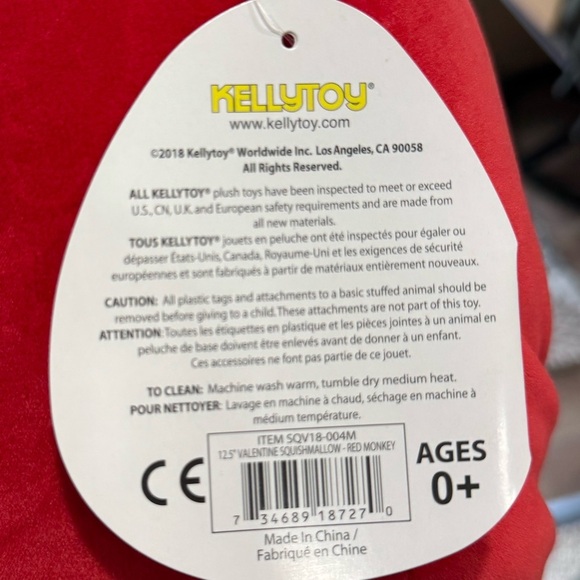 KELLYTOY®
www.kellytoy.com
©2018 Kellytoy® Worldwide Inc. Los Angeles, CA 90058
All Rights Reserved.
ALL KELLYTOY® plush toys have been inspected to meet or exceed
U.S., CN, U.K. and European safety requirements and are made from
all new materials.
TOUS KELLYTOY® jouets en peluche ont été inspectés pour égaler ou
dépasser États-Unis, Canada, Royaume-Uni et les exigences de sécurité
européennes et sont fabriqués à partir de matériaux entièrement nouveaux.
CAUTION: All plastic tags and attachments to a basic stuffed animal should be
removed before giving to a child. These attachments are not part of this toy.
ATTENTION: Toutes les étiquettes en plastique et les pièces jointes à un animal en
peluche de base doivent être enlevés avant de donner à un enfant.
Ces accessoires ne font pas partie de ce jouet.
TO CLEAN: Machine wash warm, tumble dry medium heat.
POUR NETTOYER: Lavage en machine à chaud, séchage en machine à
médium température.
ITEM SQV18-004M
12.5" VALENTINE SQUISHMALLOW - RED MONKEY
7 34689 18727 0
CE
AGES
0+
Made In China /
Fabriqué en Chine